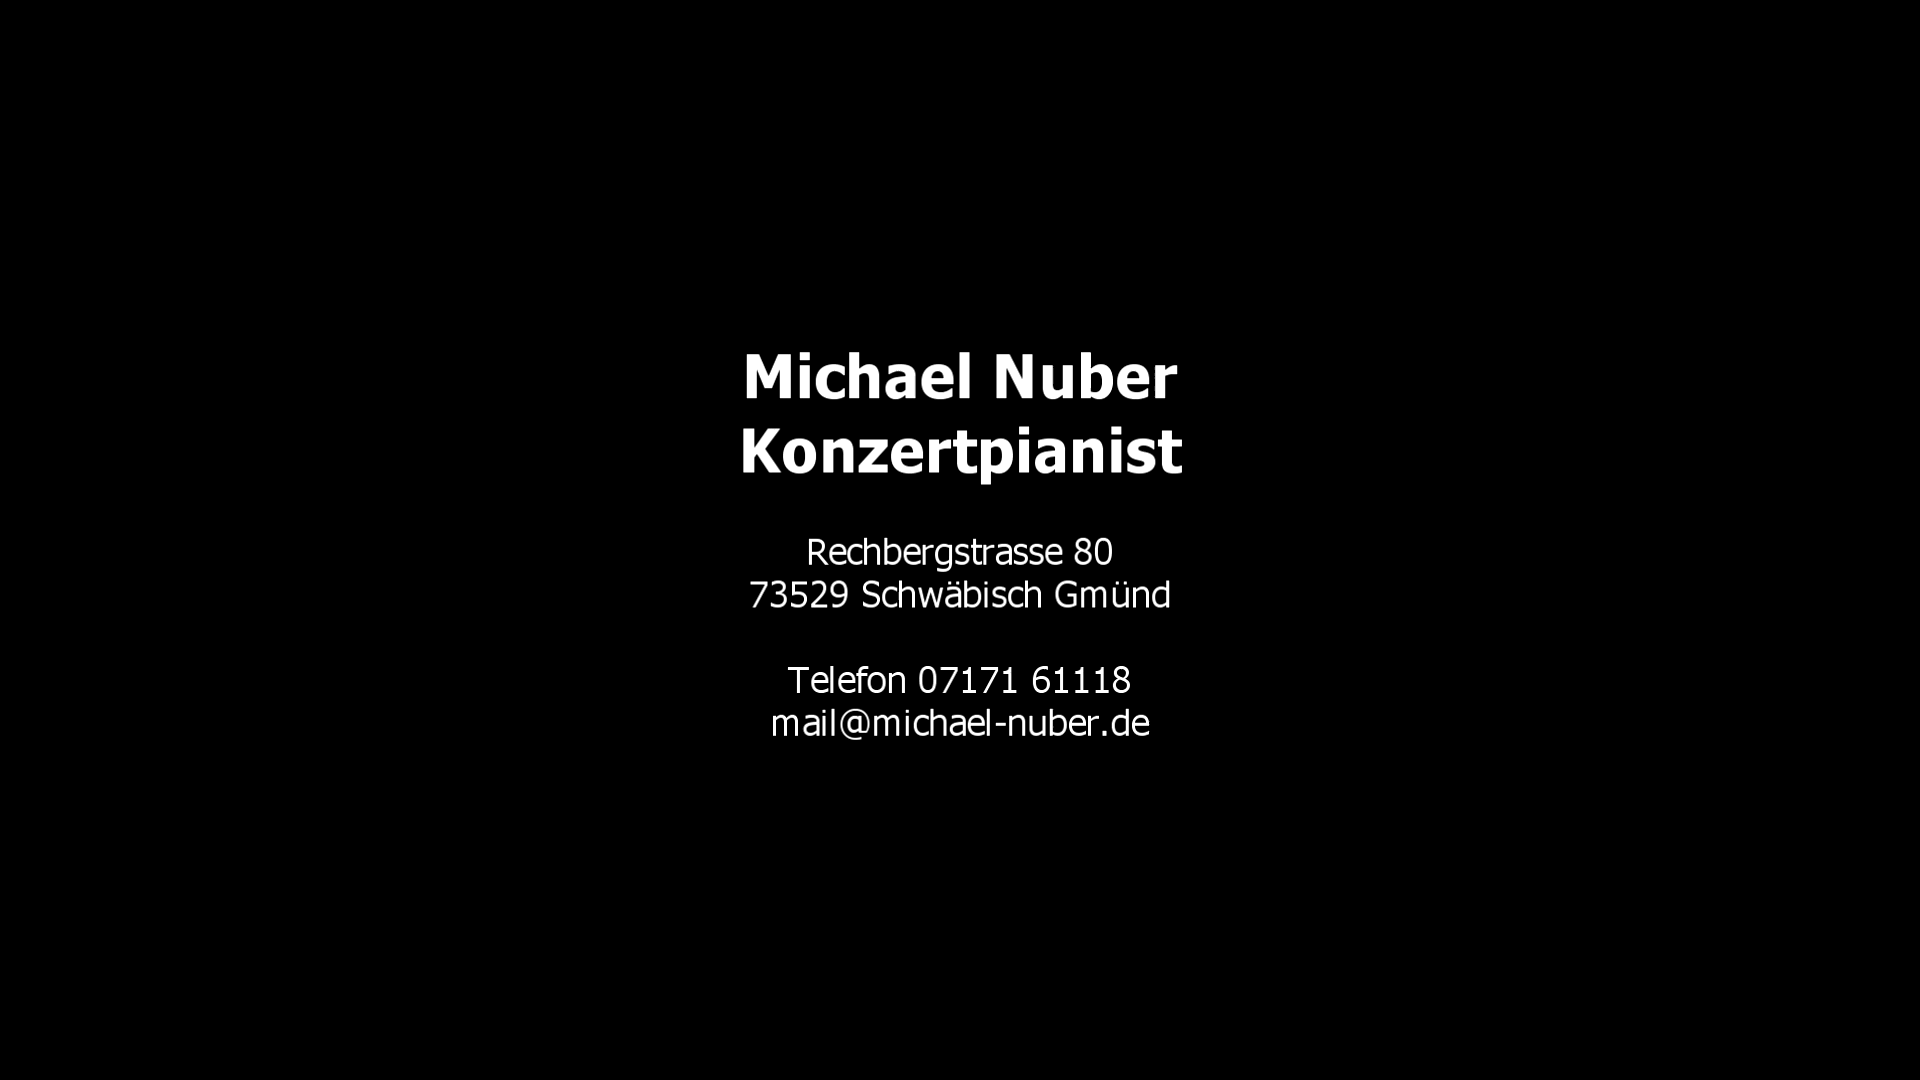 Michael Nuber
Konzertpianist
Rechbergstrasse 80
73529 Schwäbisch Gmünd
Telefon 07171 61118
mail@michael-nuber.de